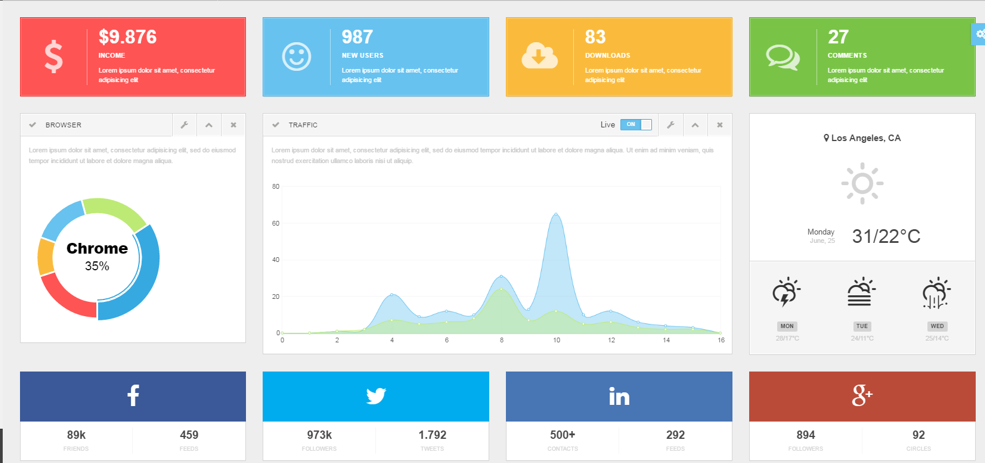 $9.876
INCOME
Lorem ipsum dolor sit amet, consectetur
adipisicing elit
987
NEW USERS
Lorem ipsum dolor sit amet, consectetur
adipisicing elit
83
DOWNLOADS
Lorem ipsum dolor sit amet, consectetur
adipisicing elit
27
COMMENTS
Lorem ipsum dolor sit amet, consectetur
adipisicing elit
BROWSER
Lorem ipsum dolor sit amet, consectetur adipiscing elit, sed do eiusmod
tempor incididunt ut labore et dolore magna aliqua.
Chrome
35%
TRAFFIC
Live ON
Lorem ipsum dolor sit amet, consectetur adipiscing elit, sed do eiusmod tempor incididunt ut labore et dolore magna aliqua. Ut enim ad minim veniam, quis
nostrud exercitation ullamco laboris nisi ut aliquip.
80
60
40
20
0
0 2 4 6 8 10 12 14 16
Los Angeles, CA
Monday
June, 25
31/22°C
MON TUE WED
28/17°C 24/11°C 25/14°C
f
89k 459
FRIENDS FEEDS
973k 1.792
FOLLOWERS TWEETS
in
500+ 292
CONTACTS FEEDS
g+
894 92
FOLLOWERS CIRCLES